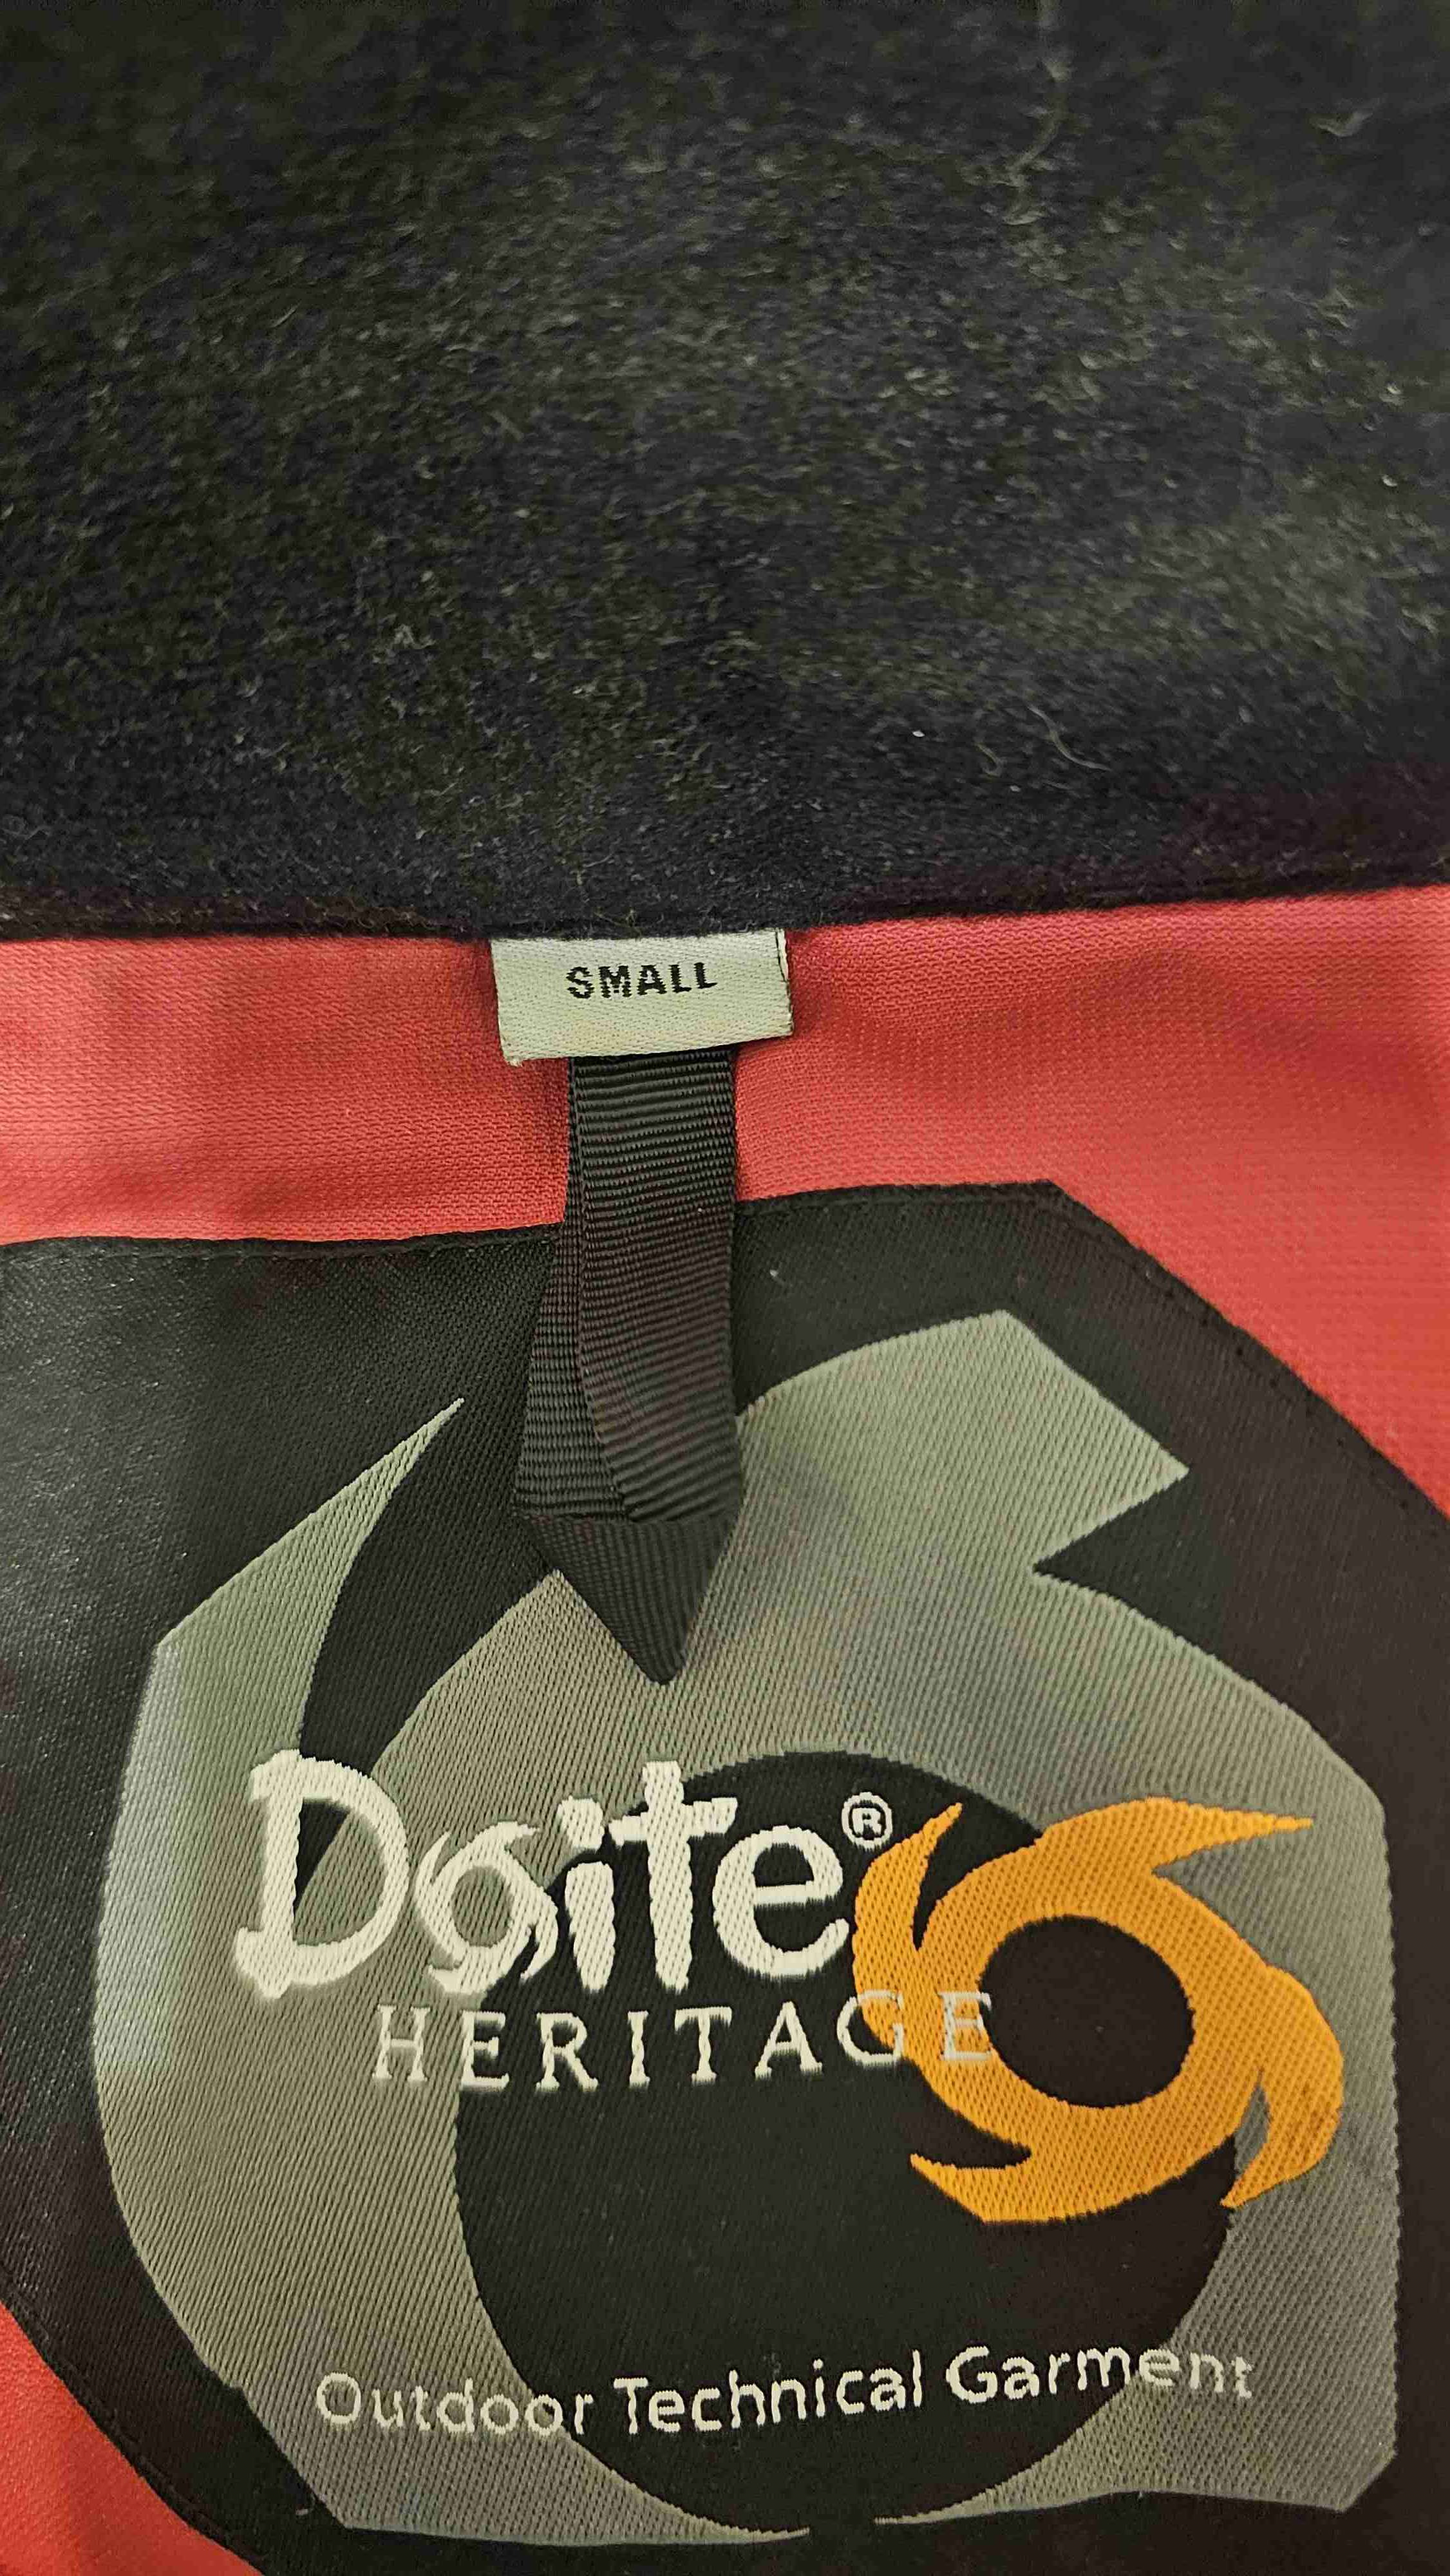 SMALL
Doite®
HERITAGE
Outdoor Technical Garment